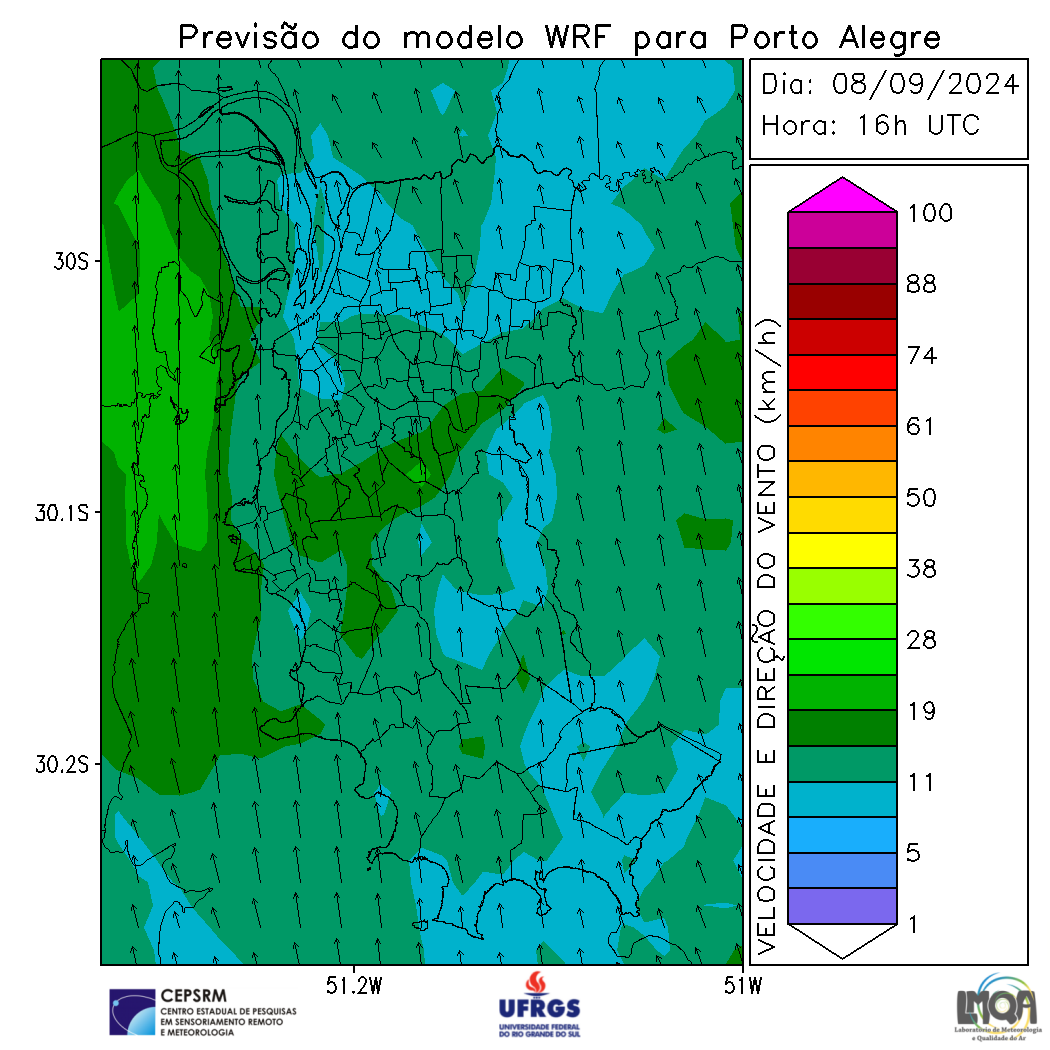 Previsão do modelo WRF para Porto Alegre
Dia: 08/09/2024
Hora: 16h UTC
30S
30.1S
30.2S
51.2W
51W
VELOCIDADE E DIREÇÃO DO VENTO (km/h)
100
88
74
61
50
38
28
19
11
5
1
CEPSRM
CENTRO ESTADUAL DE PESQUISAS
EM SENSORIAMENTO REMOTO
E METEOROLOGIA
UFRGS
UNIVERSIDADE FEDERAL
DO RIO GRANDE DO SUL
LMQA
Laboratório de Meteorologia
e Qualidade do Ar